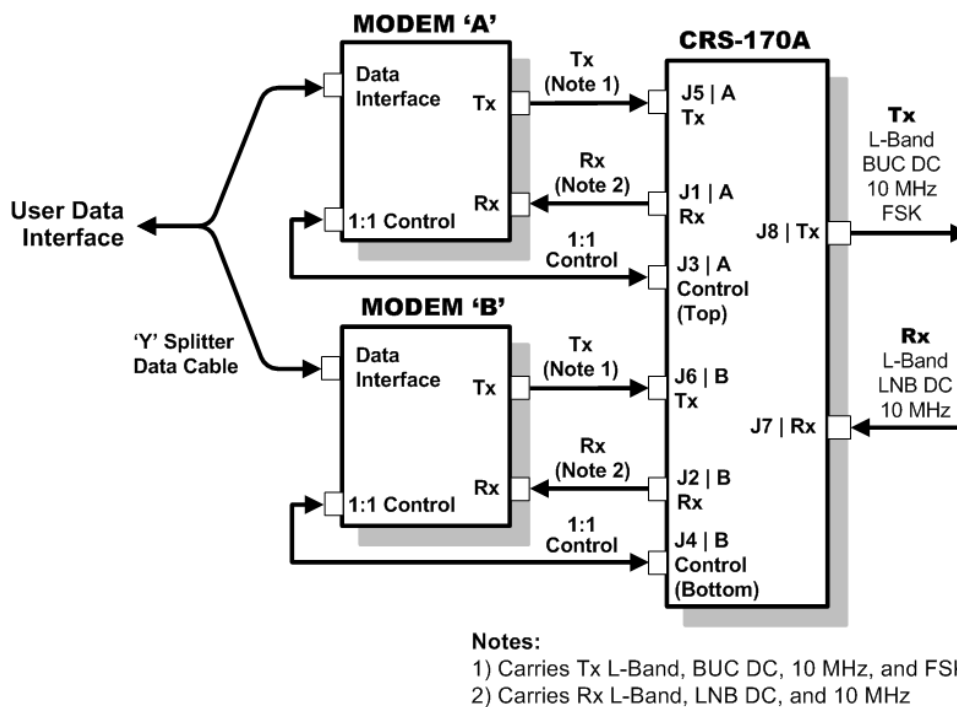 MODEM ‘A’
CRS-170A
Data
Interface
Tx
Rx
1:1 Control
Tx
(Note 1)
Rx
(Note 2)
1:1
Control
J5 | A
Tx
J1 | A
Rx
J3 | A
Control
(Top)
User Data
Interface
‘Y’ Splitter
Data Cable
MODEM ‘B’
Data
Interface
Tx
Rx
1:1 Control
Tx
(Note 1)
Rx
(Note 2)
1:1
Control
J6 | B
Tx
J2 | B
Rx
J4 | B
Control
(Bottom)
J8 | Tx
J7 | Rx
Tx
L-Band
BUC DC
10 MHz
FSK
Rx
L-Band
LNB DC
10 MHz
Notes:
1) Carries Tx L-Band, BUC DC, 10 MHz, and FSK
2) Carries Rx L-Band, LNB DC, and 10 MHz